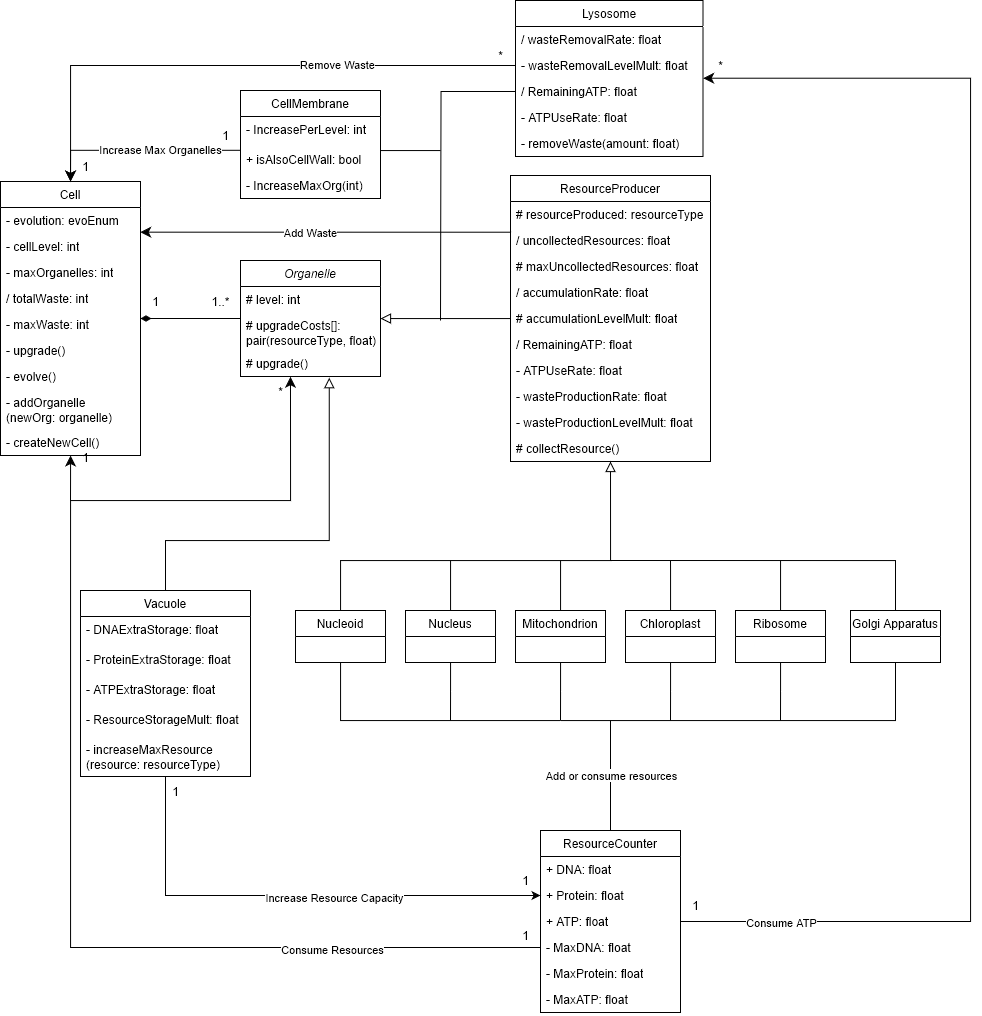 Lysosome
/ wasteRemovalRate: float
- wasteRemovalLevelMult: float
/ RemainingATP: float
- ATPUseRate: float
- removeWaste(amount: float)
*
*
Remove Waste
CellMembrane
- IncreasePerLevel: int
+ isAlsoCellWall: bool
- IncreaseMaxOrg(int)
1
Increase Max Organelles
1
Cell
- evolution: evoEnum
- cellLevel: int
- maxOrganelles: int
/ totalWaste: int
- maxWaste: int
- upgrade()
- evolve()
- addOrganelle
(newOrg: organelle)
- createNewCell()
1
ResourceProducer
# resourceProduced: resourceType
/ uncollectedResources: float
# maxUncollectedResources: float
/ accumulationRate: float
# accumulationLevelMult: float
/ RemainingATP: float
- ATPUseRate: float
- wasteProductionRate: float
- wasteProductionLevelMult: float
# collectResource()
Add Waste
Organelle
# level: int
# upgradeCosts[]:
pair(resourceType, float)
# upgrade()
1
1..*
*
Vacuole
- DNAExtraStorage: float
- ProteinExtraStorage: float
- ATPExtraStorage: float
- ResourceStorageMult: float
- increaseMaxResource
(resource: resourceType)
1
Nucleoid
Nucleus
Mitochondrion
Chloroplast
Ribosome
Golgi Apparatus
Add or consume resources
ResourceCounter
+ DNA: float
+ Protein: float
+ ATP: float
- MaxDNA: float
- MaxProtein: float
- MaxATP: float
1
Increase Resource Capacity
1
Consume ATP
1
Consume Resources